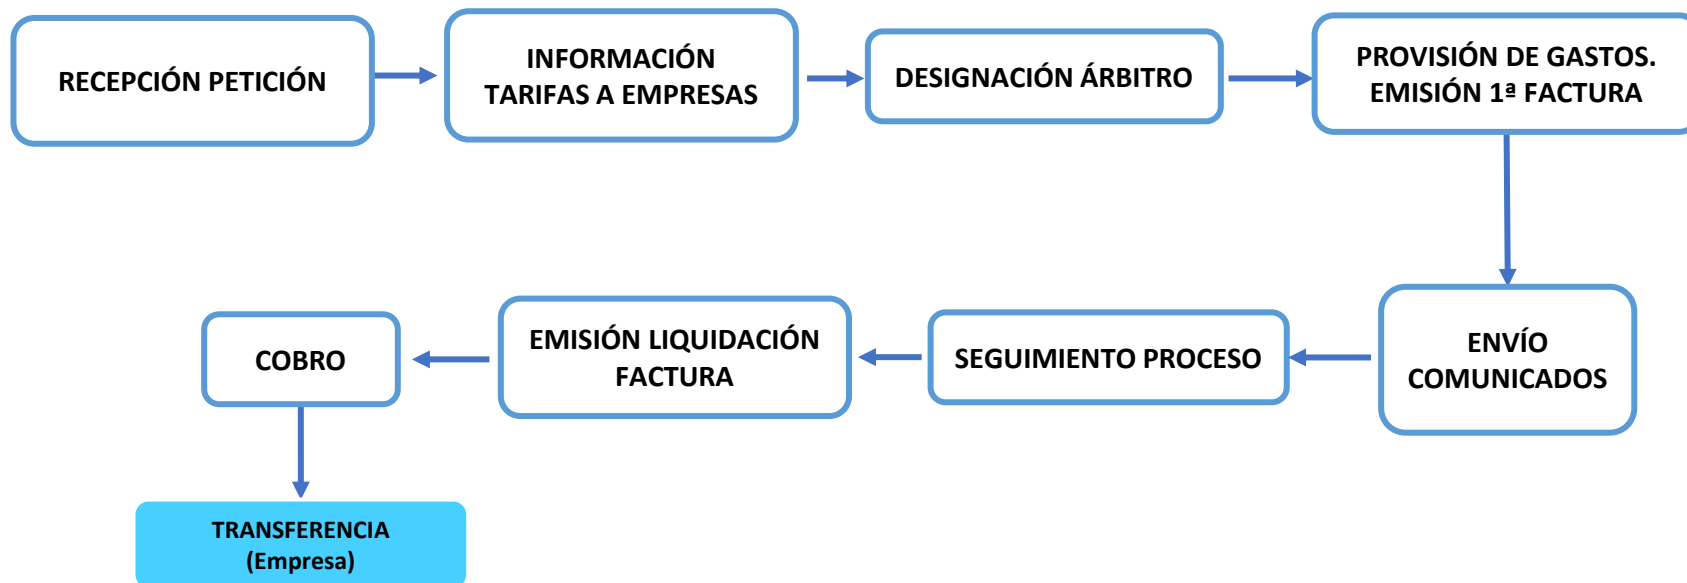 RECEPCIÓN PETICIÓN
INFORMACIÓN
TARIFAS A EMPRESAS
DESIGNACIÓN ÁRBITRO
PROVISIÓN DE GASTOS.
EMISIÓN 1ª FACTURA
ENVÍO
COMUNICADOS
SEGUIMIENTO PROCESO
EMISIÓN LIQUIDACIÓN
FACTURA
COBRO
TRANSFERENCIA
(Empresa)